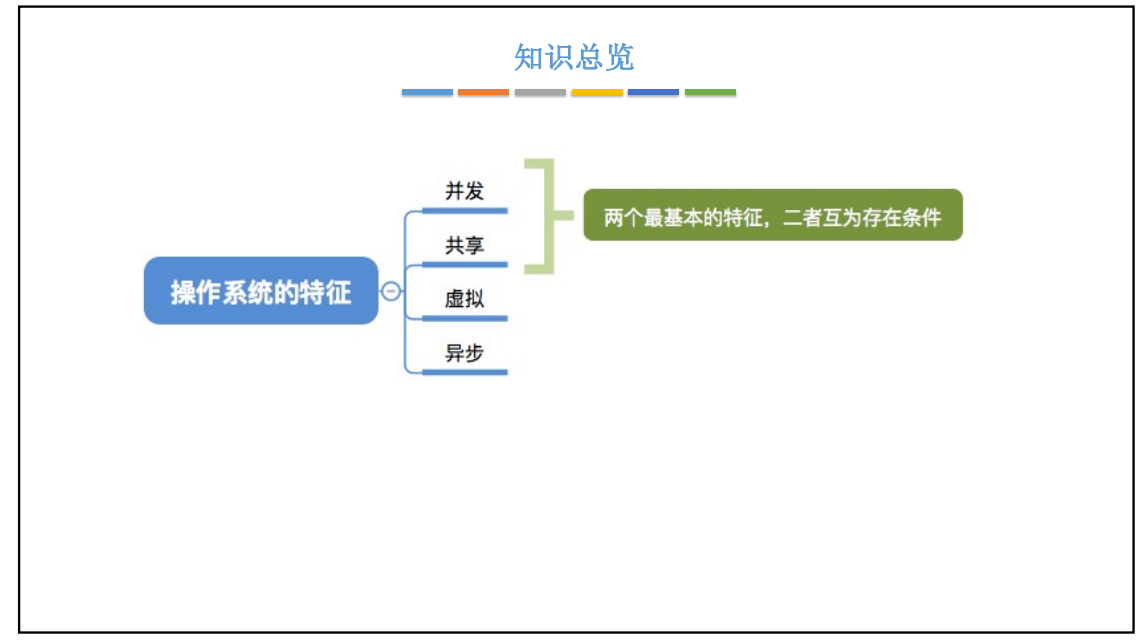 知识总览
并发
共享
虚拟
异步
操作系统的特征
两个最基本的特征，二者互为存在条件